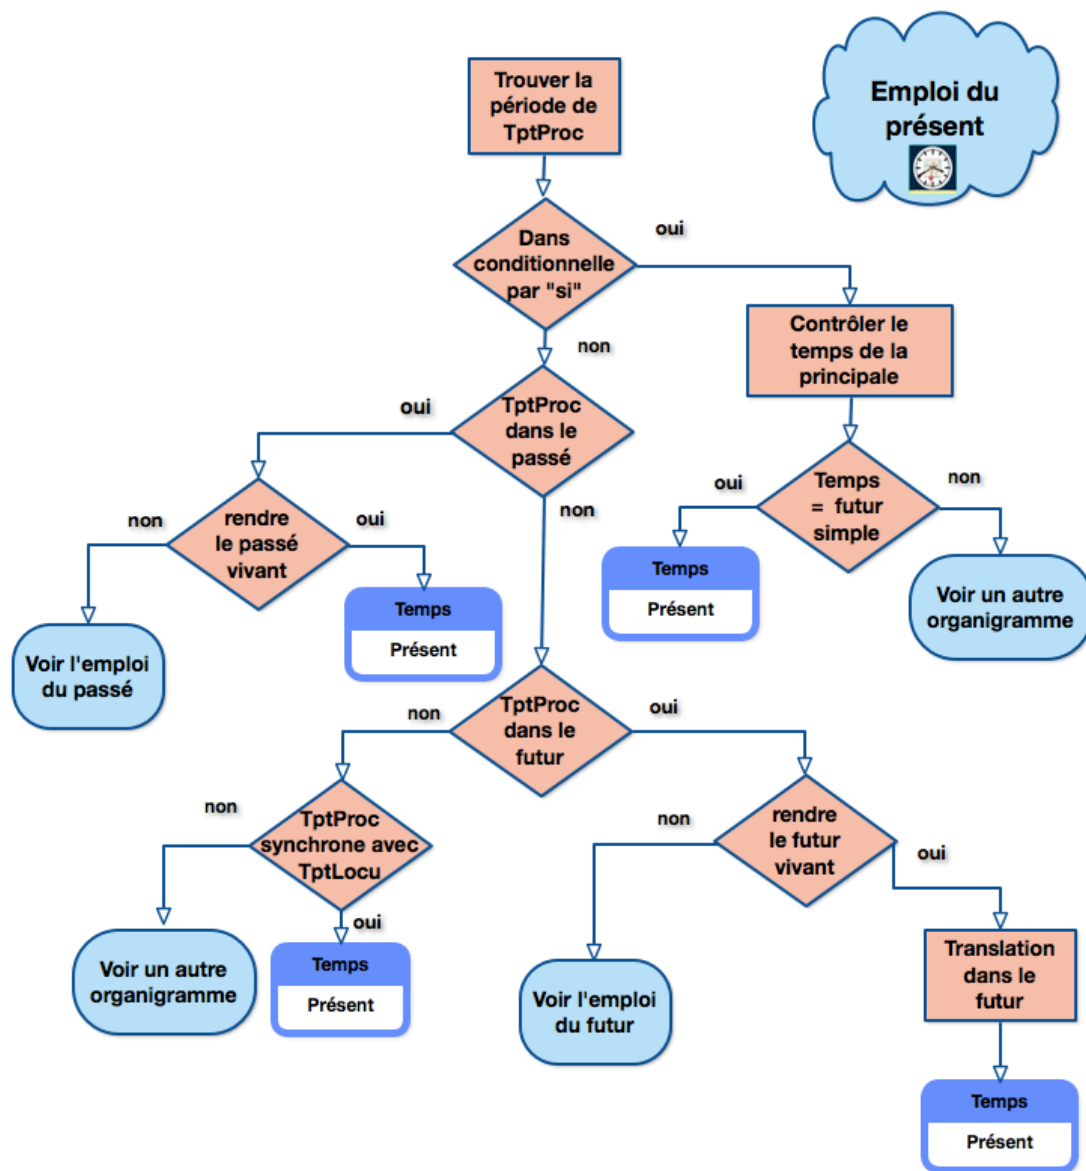 Emploi du
présent
Trouver la
période de
TptProc
Dans
conditionnelle
par "si"
oui
non
Contrôler le
temps de la
principale
TptProc
dans le
passé
oui
non
Temps
= futur
simple
oui
non
rendre
le passé
vivant
non
oui
Temps
Présent
Voir un autre
organigramme
Temps
Présent
Voir l'emploi
du passé
TptProc
dans le
futur
non
oui
TptProc
synchrone avec
TptLocu
non
oui
rendre
le futur
vivant
non
oui
Voir un autre
organigramme
Temps
Présent
Voir l'emploi
du futur
Translation
dans le
futur
Temps
Présent